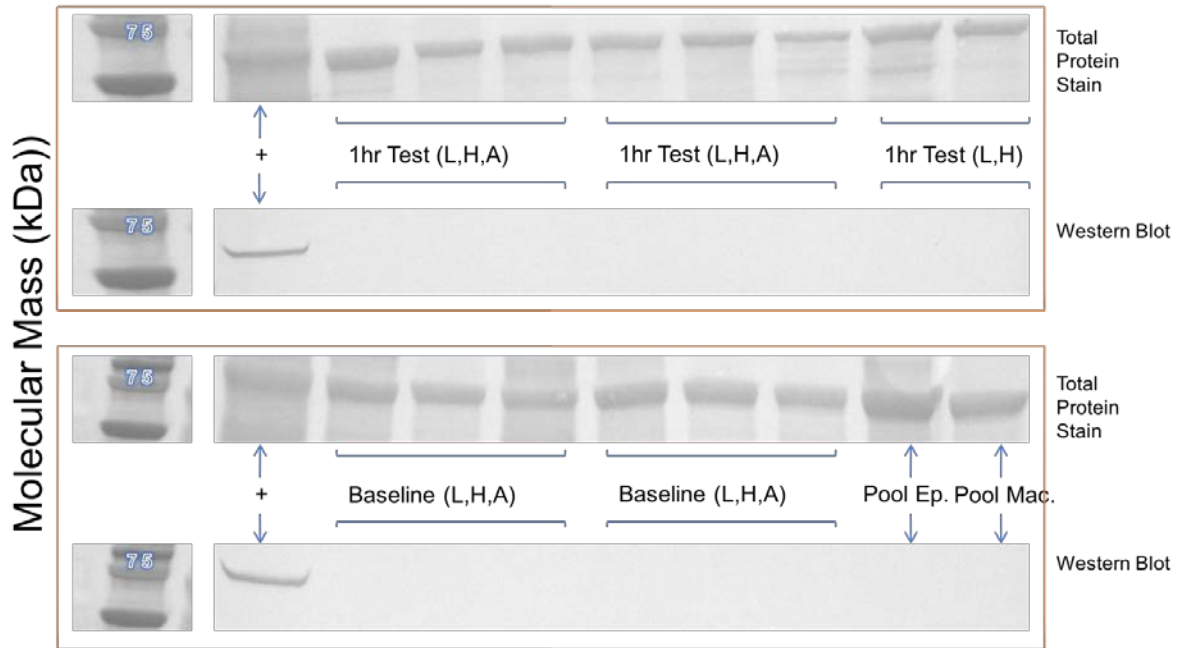 75
Total
Protein
Stain
+
1hr Test (L,H,A)
1hr Test (L,H,A)
1hr Test (L,H)
75
Western Blot
Molecular Mass (kDa))
75
Total
Protein
Stain
+
Baseline (L,H,A)
Baseline (L,H,A)
Pool Ep.
Pool Mac.
75
Western Blot